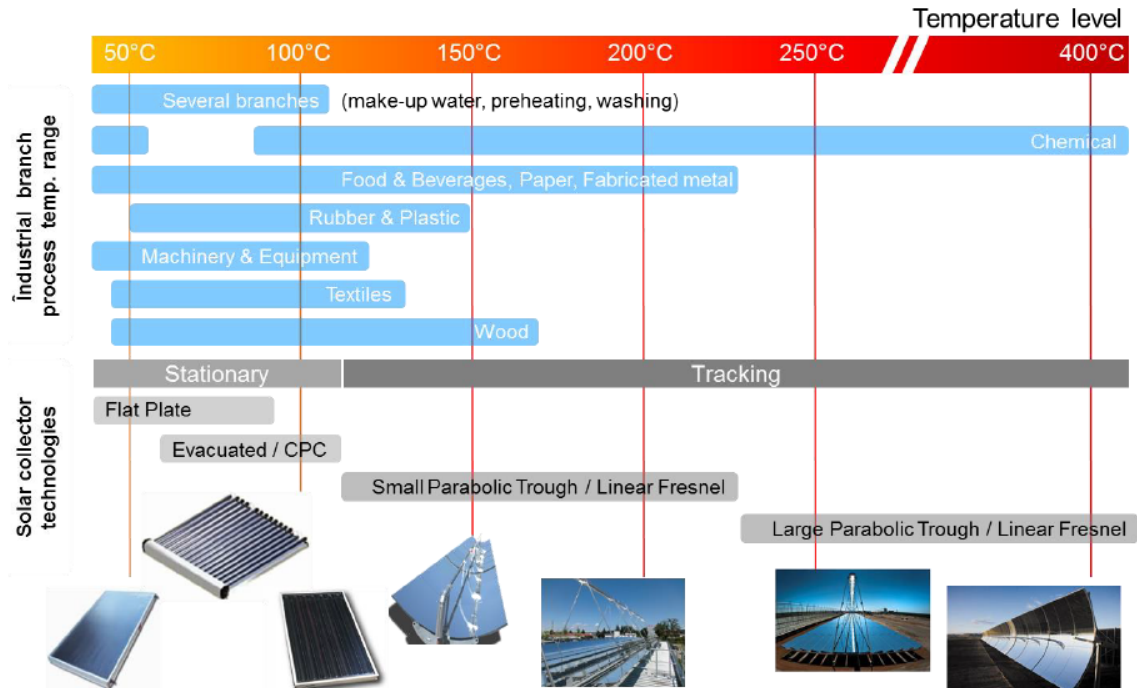 Temperature level
50°C 100°C 150°C 200°C 250°C 400°C
Industrial branch
process temp. range
Several branches (make-up water, preheating, washing)
Chemical
Food & Beverages, Paper, Fabricated metal
Rubber & Plastic
Machinery & Equipment
Textiles
Wood
Solar collector
technologies
Stationary Tracking
Flat Plate
Evacuated / CPC
Small Parabolic Trough / Linear Fresnel
Large Parabolic Trough / Linear Fresnel